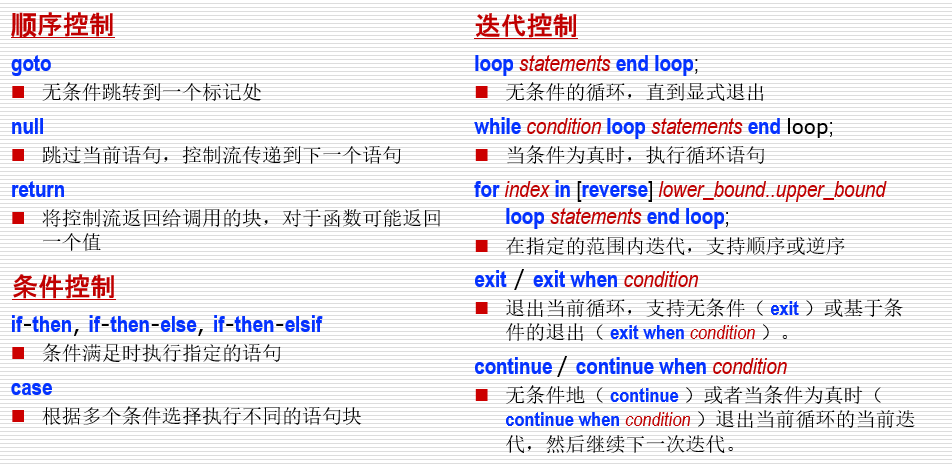 顺序控制
goto
■ 无条件跳转到一个标记处
null
■ 跳过当前语句，控制流传递到下一个语句
return
■ 将控制流返回给调用的块，对于函数可能返回
一个值
条件控制
if-then, if-then-else, if-then-elsif
■ 条件满足时执行指定的语句
case
■ 根据多个条件选择执行不同的语句块
迭代控制
loop statements end loop;
■ 无条件的循环，直到显式退出
while condition loop statements end loop;
■ 当条件为真时，执行循环语句
for index in [reverse] lower_bound..upper_bound
loop statements end loop;
■ 在指定的范围内迭代，支持顺序或逆序
exit / exit when condition
■ 退出当前循环，支持无条件（ exit ）或基于条
件的退出（ exit when condition ）。
continue / continue when condition
■ 无条件地（ continue ）或者当条件为真时（
continue when condition ）退出当前循环的当前迭
代，然后继续下一次迭代。